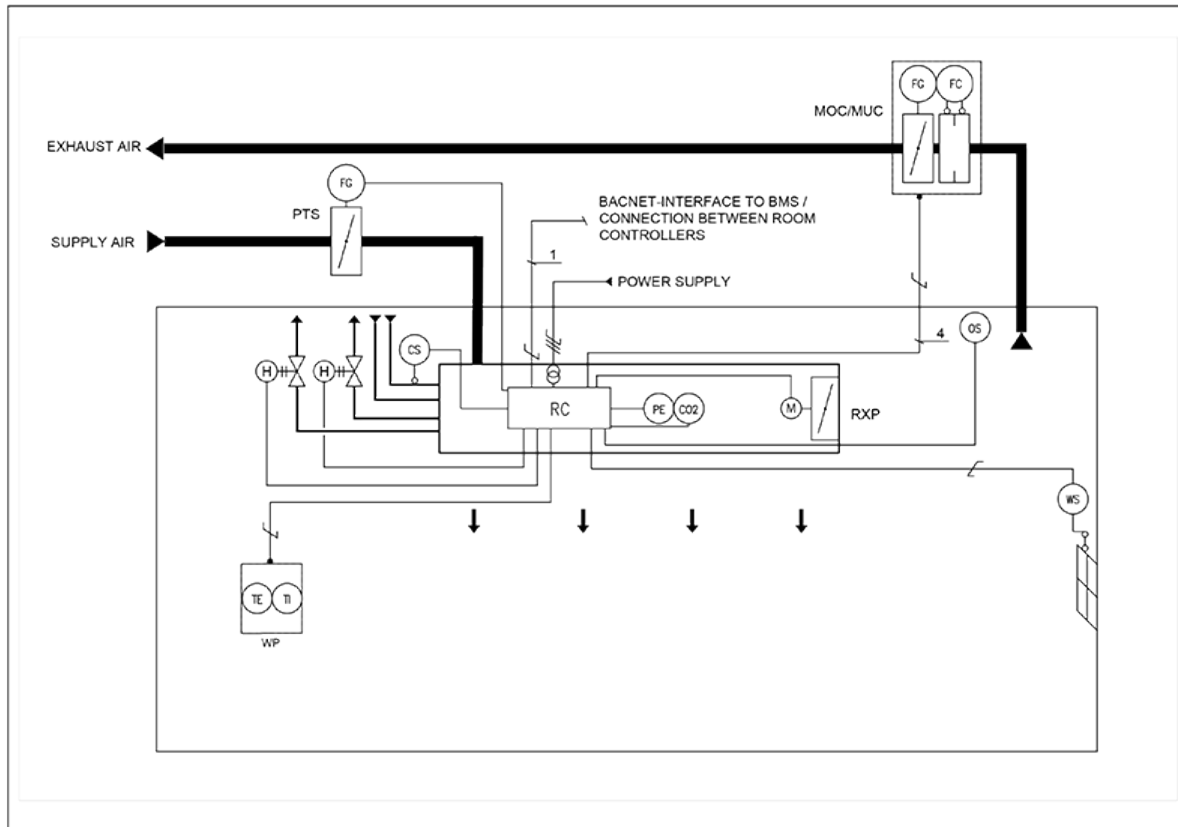 FG FC
MOC/MUC
EXHAUST AIR
FG
PTS
BACNET-INTERFACE TO BMS /
CONNECTION BETWEEN ROOM
CONTROLLERS
SUPPLY AIR
1
POWER SUPPLY
4
OS
CS
H
H
RC
PE CO2
M
RXP
WS
TE TI
WP